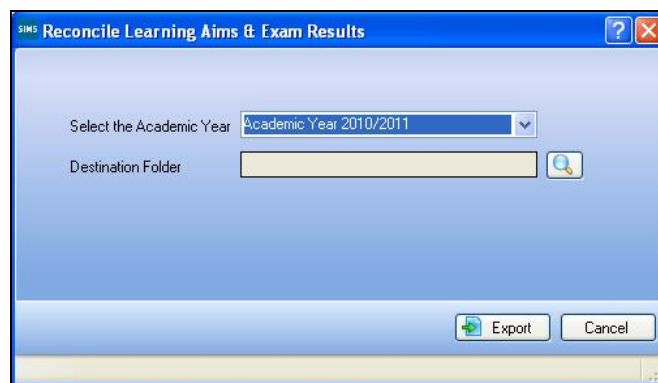 SIMS Reconcile Learning Aims & Exam Results
Select the Academic Year Academic Year 2010/2011
Destination Folder
Export Cancel